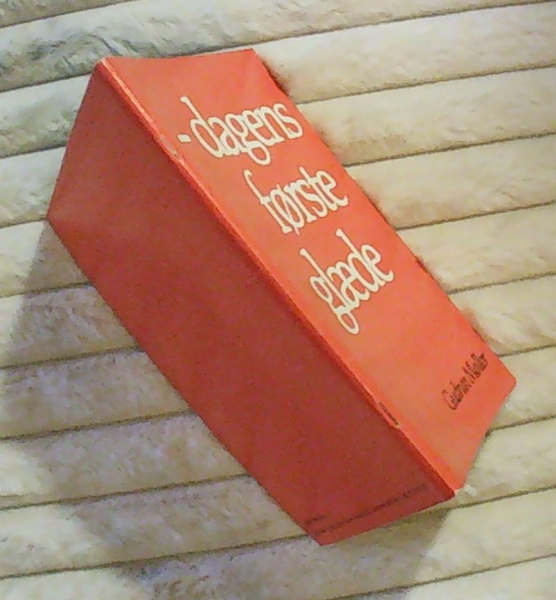 - dagens
første
glæde
Gudrun Møller